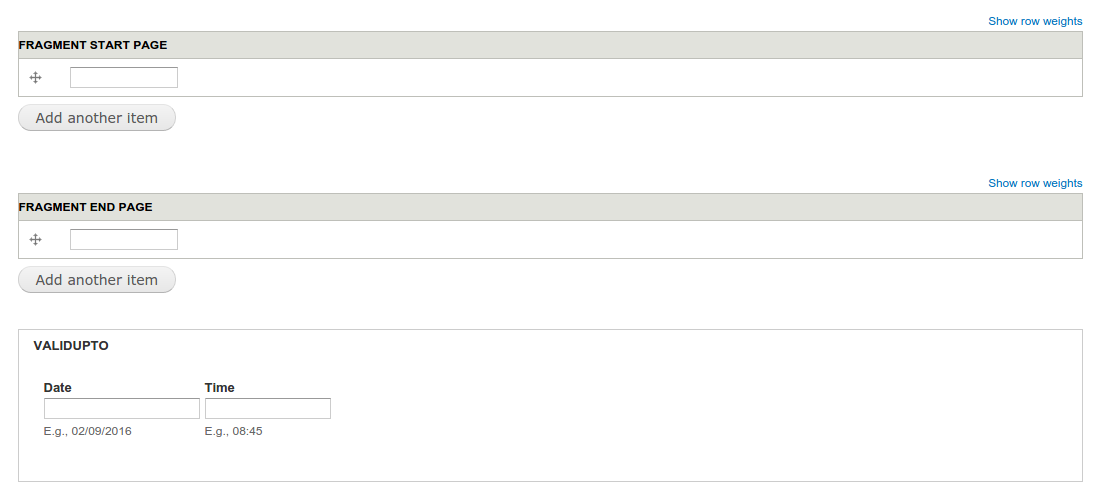 Show row weights
FRAGMENT START PAGE
Add another item
Show row weights
FRAGMENT END PAGE
Add another item
VALIDUPTO
Date Time
E.g., 02/09/2016 E.g., 08:45